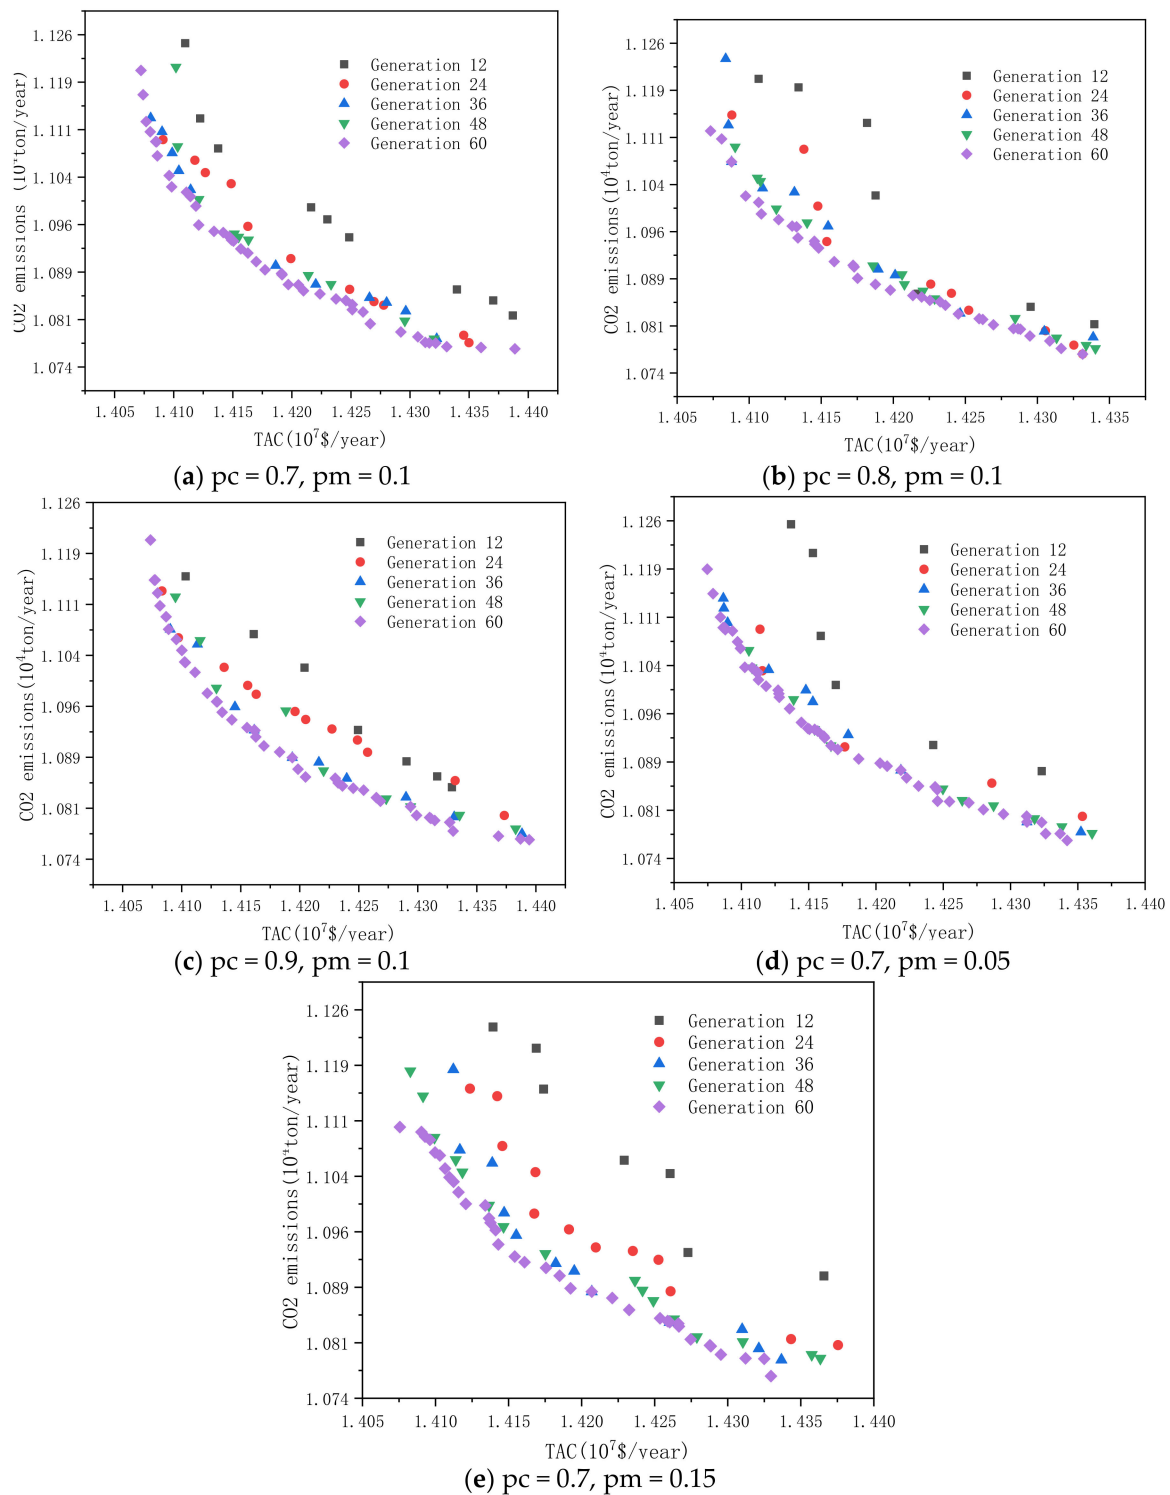 CO2 emissions (10⁴ton/year)
1.126
1.119
1.111
1.104
1.096
1.089
1.081
1.074
Generation 12
Generation 24
Generation 36
Generation 48
Generation 60
1.405 1.410 1.415 1.420 1.425 1.430 1.435 1.440
TAC(10⁷$/year)
(a) pc = 0.7, pm = 0.1
CO2 emissions(10⁴ton/year)
1.126
1.119
1.111
1.104
1.096
1.089
1.081
1.074
Generation 12
Generation 24
Generation 36
Generation 48
Generation 60
1.405 1.410 1.415 1.420 1.425 1.430 1.435
TAC(10⁷$/year)
(b) pc = 0.8, pm = 0.1
CO2 emissions(10⁴ton/year)
1.126
1.119
1.111
1.104
1.096
1.089
1.081
1.074
Generation 12
Generation 24
Generation 36
Generation 48
Generation 60
1.405 1.410 1.415 1.420 1.425 1.430 1.435 1.440
TAC(10⁷$/year)
(c) pc = 0.9, pm = 0.1
CO2 emissions(10⁴ton/year)
1.126
1.119
1.111
1.104
1.096
1.089
1.081
1.074
Generation 12
Generation 24
Generation 36
Generation 48
Generation 60
1.405 1.410 1.415 1.420 1.425 1.430 1.435 1.440
TAC(10⁷$/year)
(d) pc = 0.7, pm = 0.05
CO2 emissions(10⁴ton/year)
1.126
1.119
1.111
1.104
1.096
1.089
1.081
1.074
Generation 12
Generation 24
Generation 36
Generation 48
Generation 60
1.405 1.410 1.415 1.420 1.425 1.430 1.435 1.440
TAC(10⁷$/year)
(e) pc = 0.7, pm = 0.15